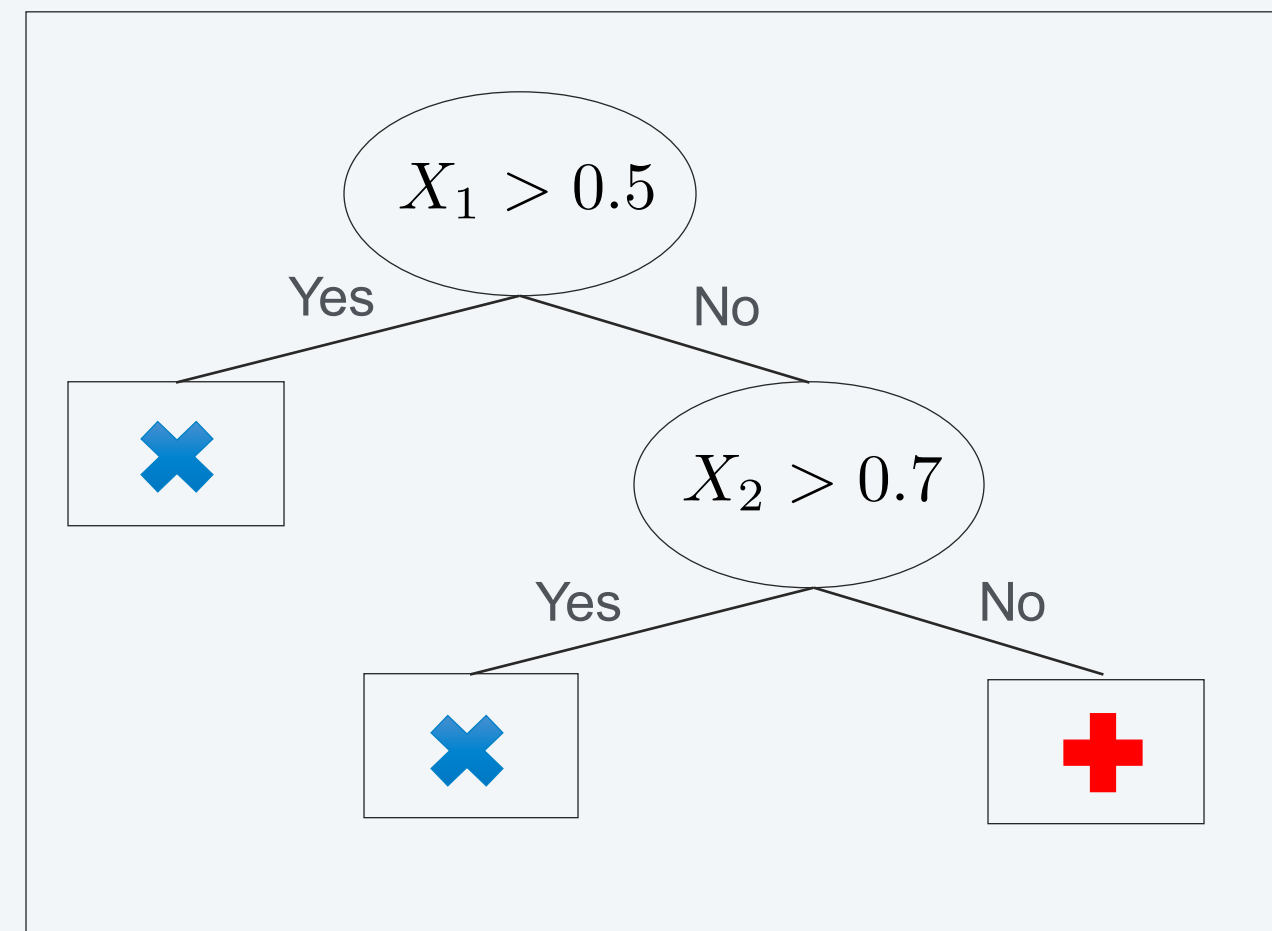 X₁ > 0.5
Yes
No
X₂ > 0.7
Yes
No